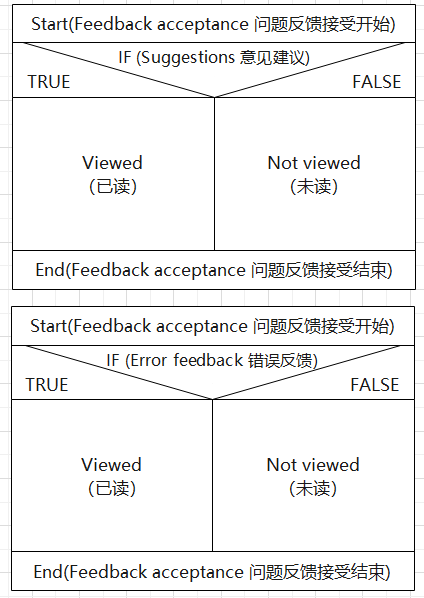 Start(Feedback acceptance 问题反馈接受开始)
IF (Suggestions 意见建议)
TRUE
FALSE
Viewed
(已读)
Not viewed
(未读)
End(Feedback acceptance 问题反馈接受结束)
Start(Feedback acceptance 问题反馈接受开始)
IF (Error feedback 错误反馈)
TRUE
FALSE
Viewed
(已读)
Not viewed
(未读)
End(Feedback acceptance 问题反馈接受结束)